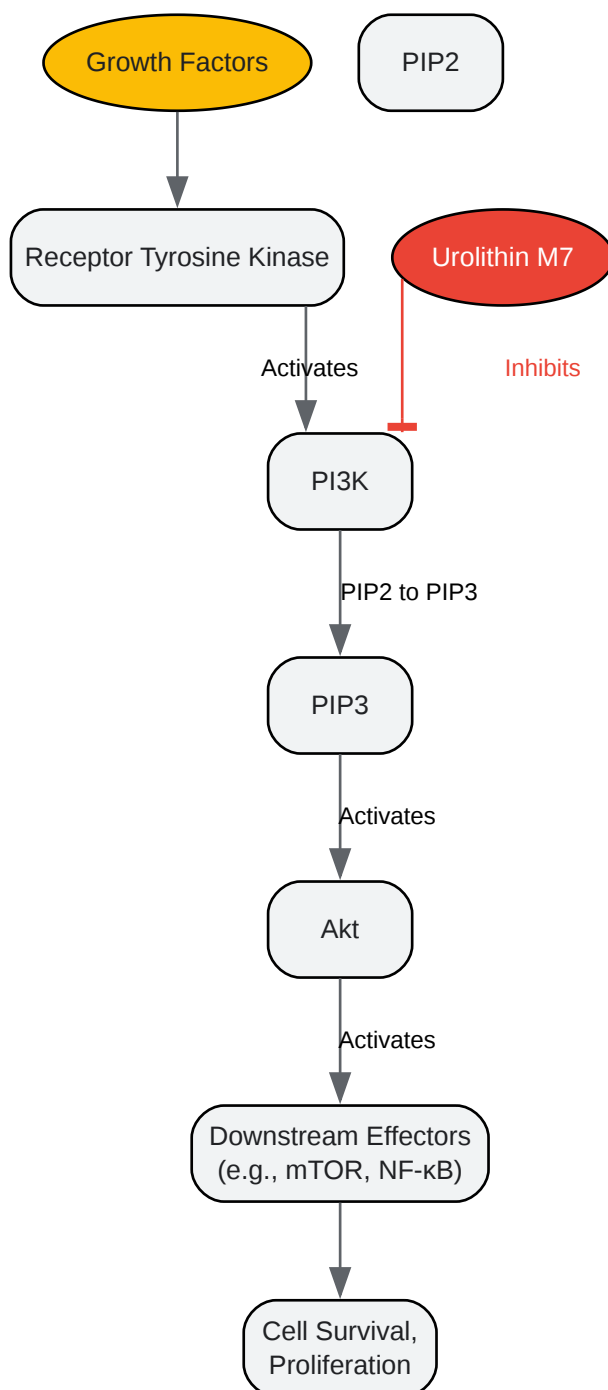 Growth Factors
PIP2
Receptor Tyrosine Kinase
Urolithin M7
Activates
Inhibits
PI3K
PIP2 to PIP3
PIP3
Activates
Akt
Activates
Downstream Effectors
(e.g., mTOR, NF-κB)
Cell Survival,
Proliferation